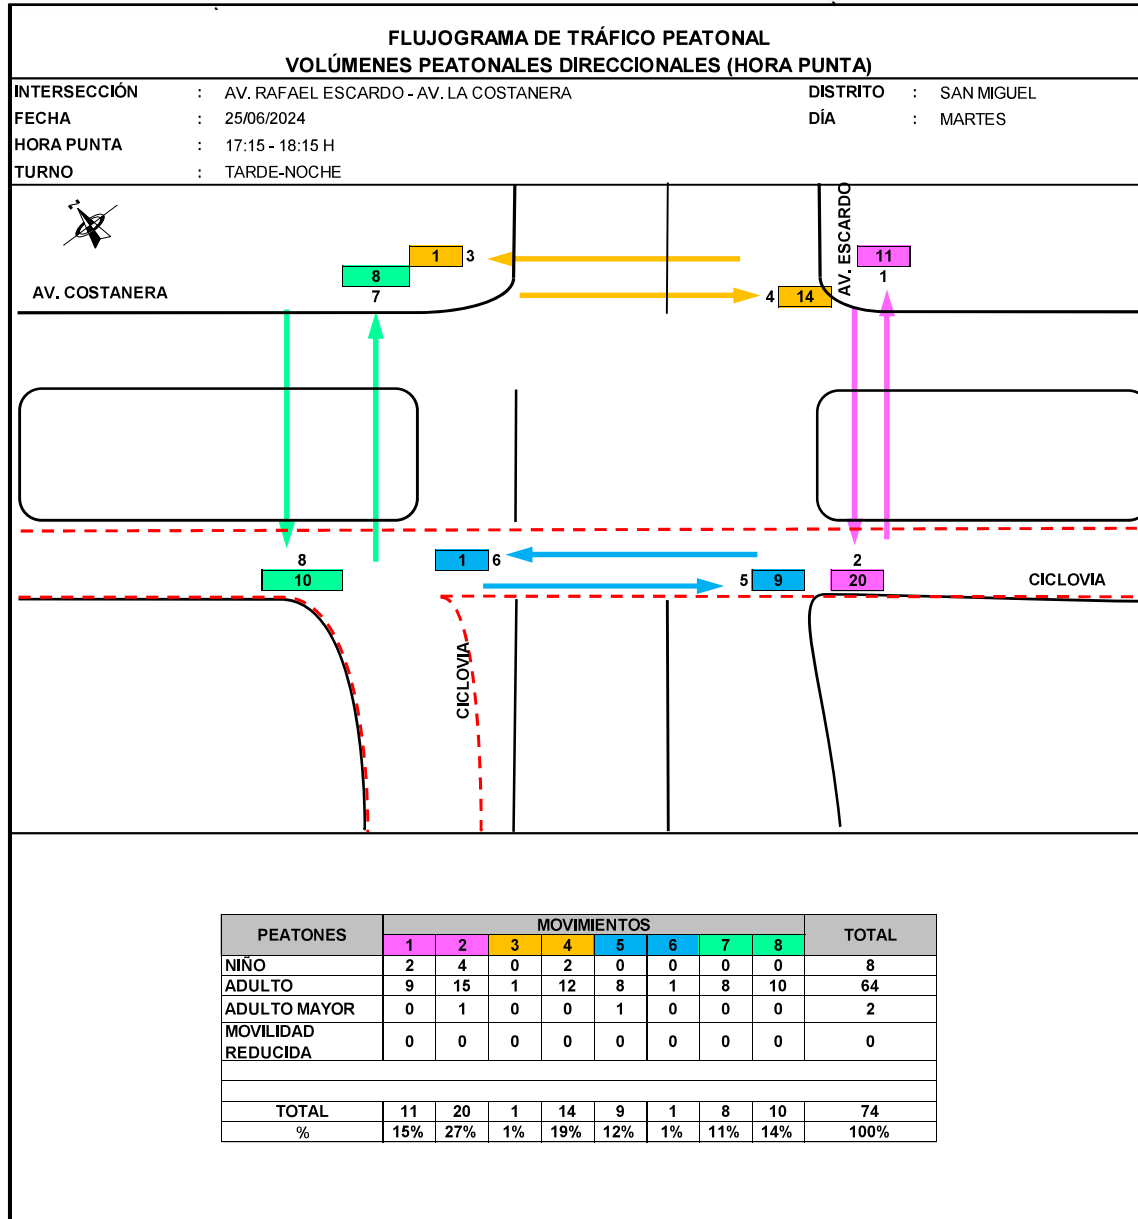 FLUJOGRAMA DE TRÁFICO PEATONAL
VOLÚMENES PEATONALES DIRECCIONALES (HORA PUNTA)
INTERSECCIÓN : AV. RAFAEL ESCARDO - AV. LA COSTANERA DISTRITO : SAN MIGUEL
FECHA : 25/06/2024 DÍA : MARTES
HORA PUNTA : 17:15 - 18:15 H
TURNO : TARDE-NOCHE
N
AV. ESCARDO
1 3
11
8
1
AV. COSTANERA
7
4 14
8
1 6
2
10
5 9
20
CICLOVIA
CICLOVIA
PEATONES MOVIMIENTOS TOTAL
1 2 3 4 5 6 7 8
NIÑO 2 4 0 2 0 0 0 0 8
ADULTO 9 15 1 12 8 1 8 10 64
ADULTO MAYOR 0 1 0 0 1 0 0 0 2
MOVILIDAD
REDUCIDA 0 0 0 0 0 0 0 0 0
TOTAL 11 20 1 14 9 1 8 10 74
% 15% 27% 1% 19% 12% 1% 11% 14% 100%